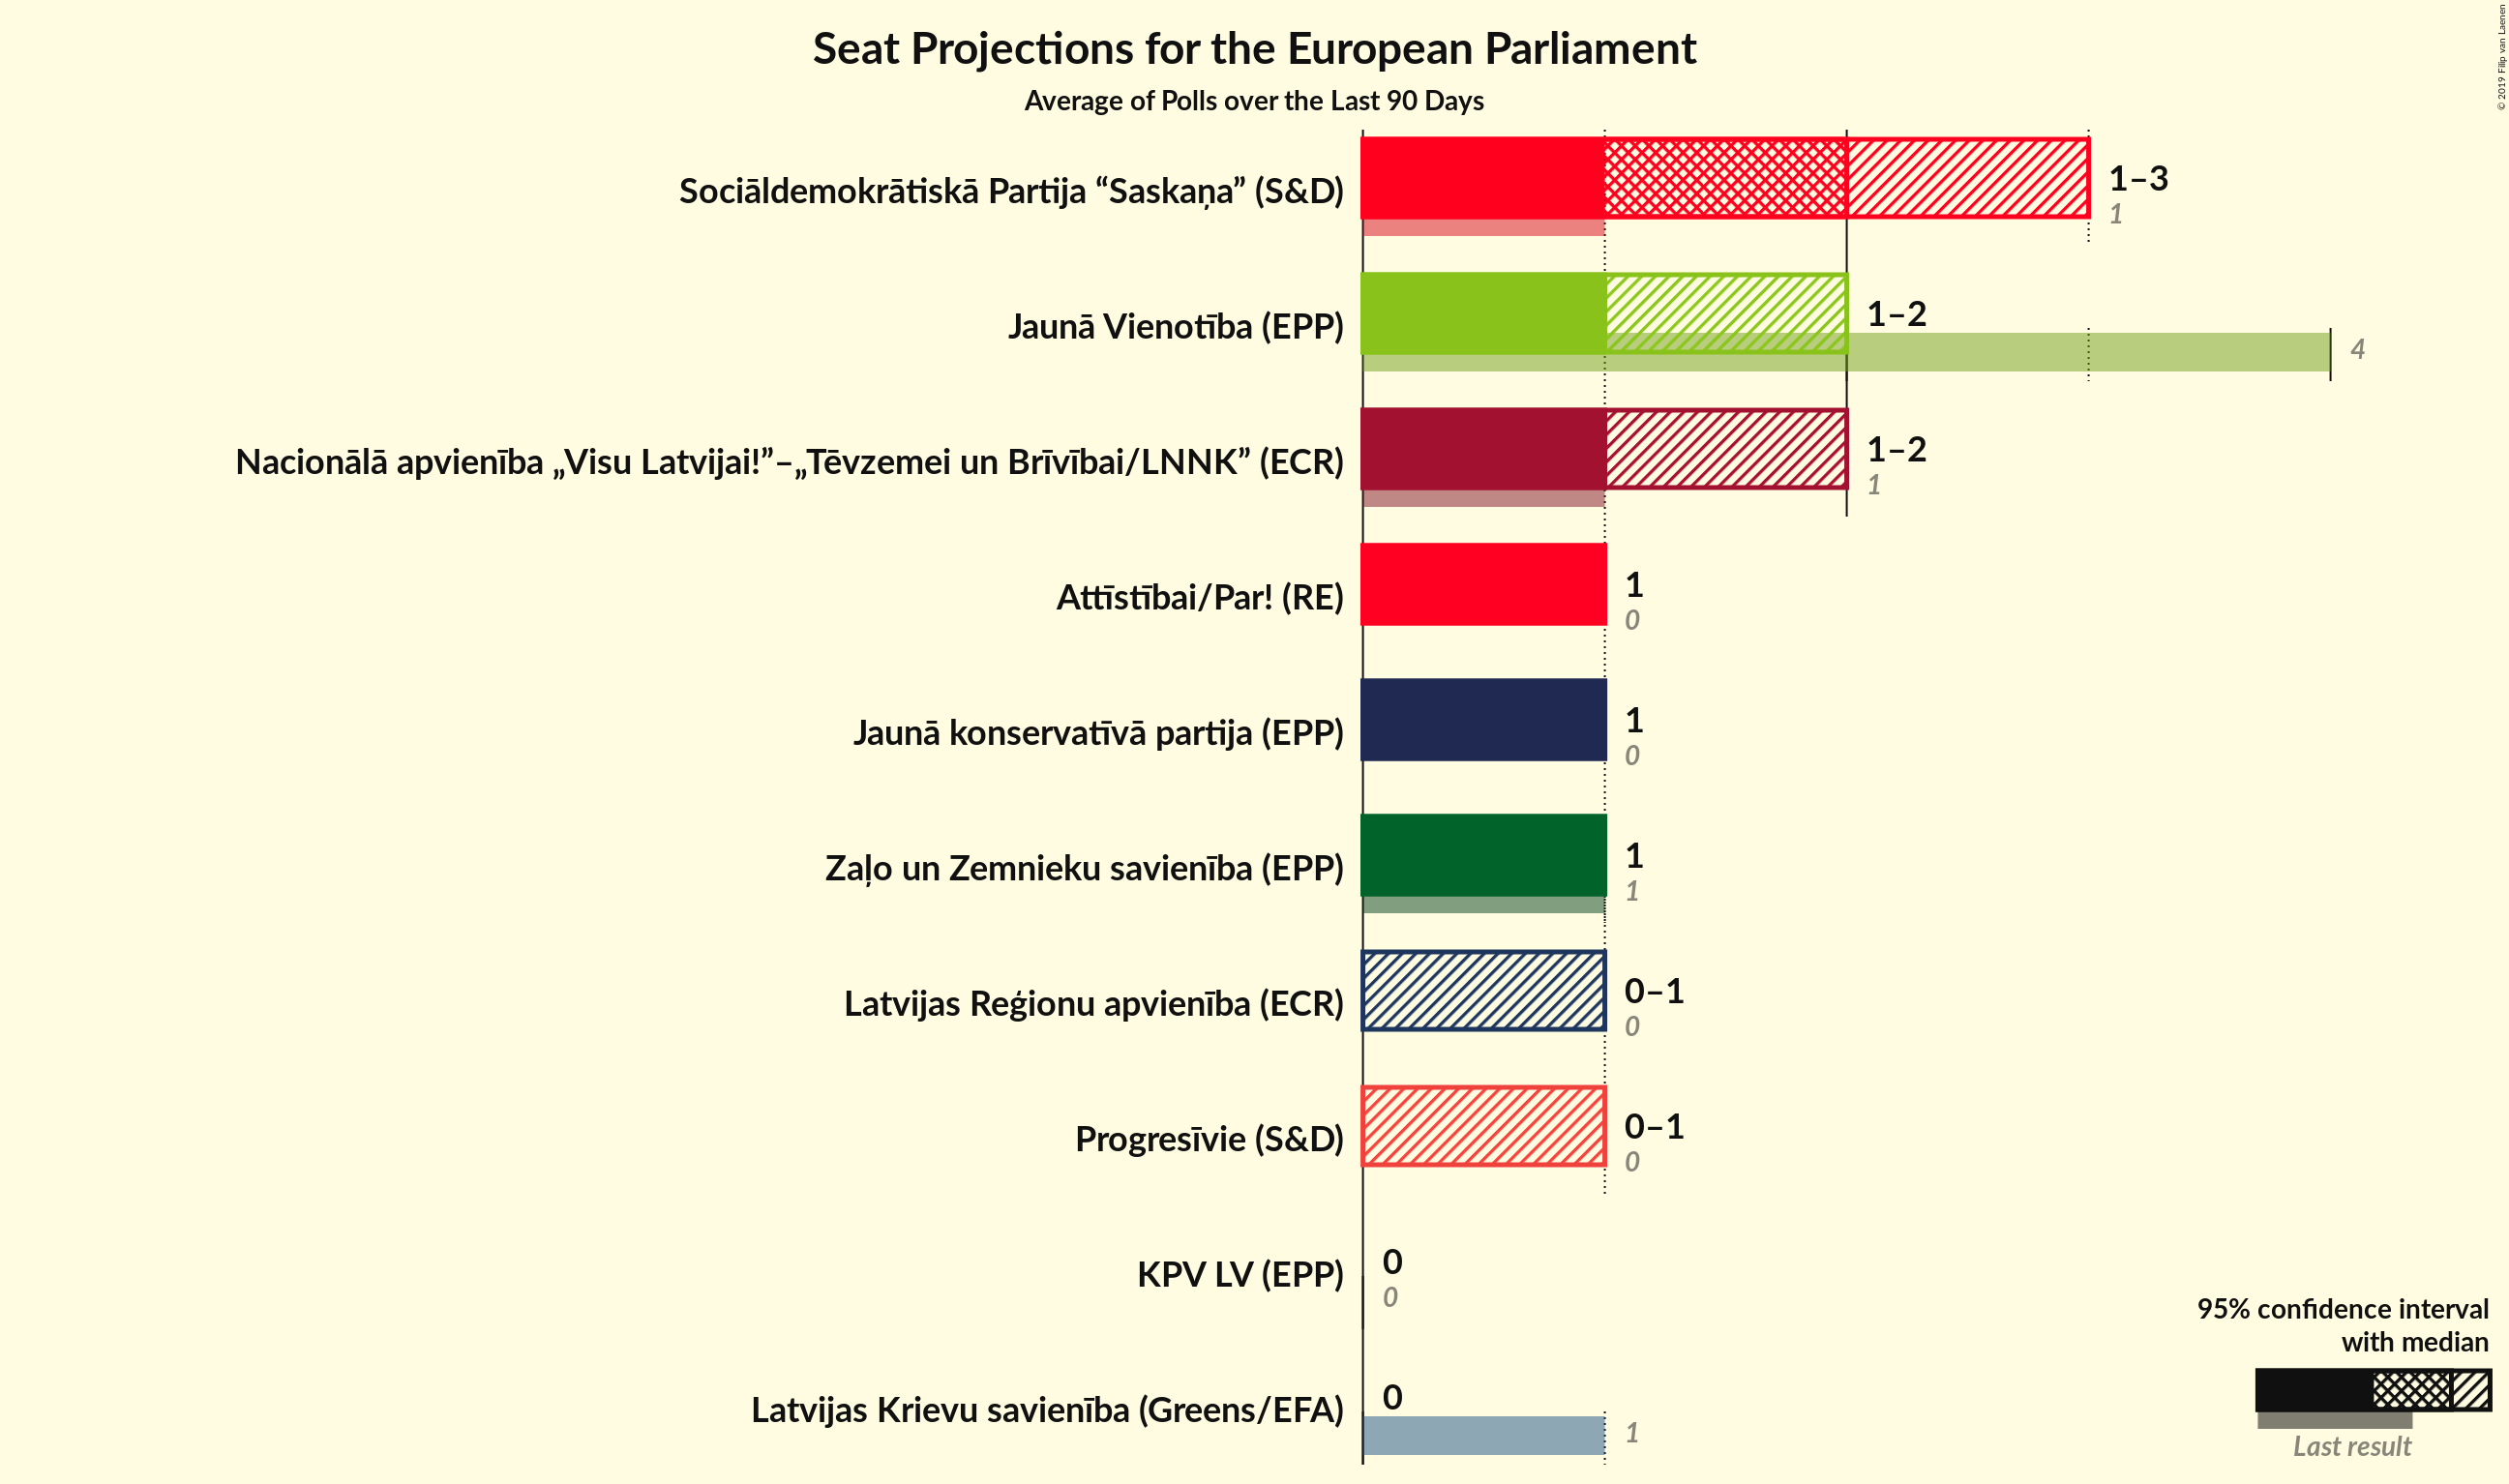 Seat Projections for the European Parliament
Average of Polls over the Last 90 Days
© 2019 Filip van Laenen
Sociāldemokrātiskā Partija “Saskaņa” (S&D)
1–3
1
Jaunā Vienotība (EPP)
1–2
4
Nacionālā apvienība „Visu Latvijai!”–„Tēvzemei un Brīvībai/LNNK” (ECR)
1–2
1
Attīstībai/Par! (RE)
1
0
Jaunā konservatīvā partija (EPP)
1
0
Zaļo un Zemnieku savienība (EPP)
1
1
Latvijas Reģionu apvienība (ECR)
0–1
0
Progresīvie (S&D)
0–1
0
KPV LV (EPP)
0
0
Latvijas Krievu savienība (Greens/EFA)
0
1
95% confidence interval
with median
Last result